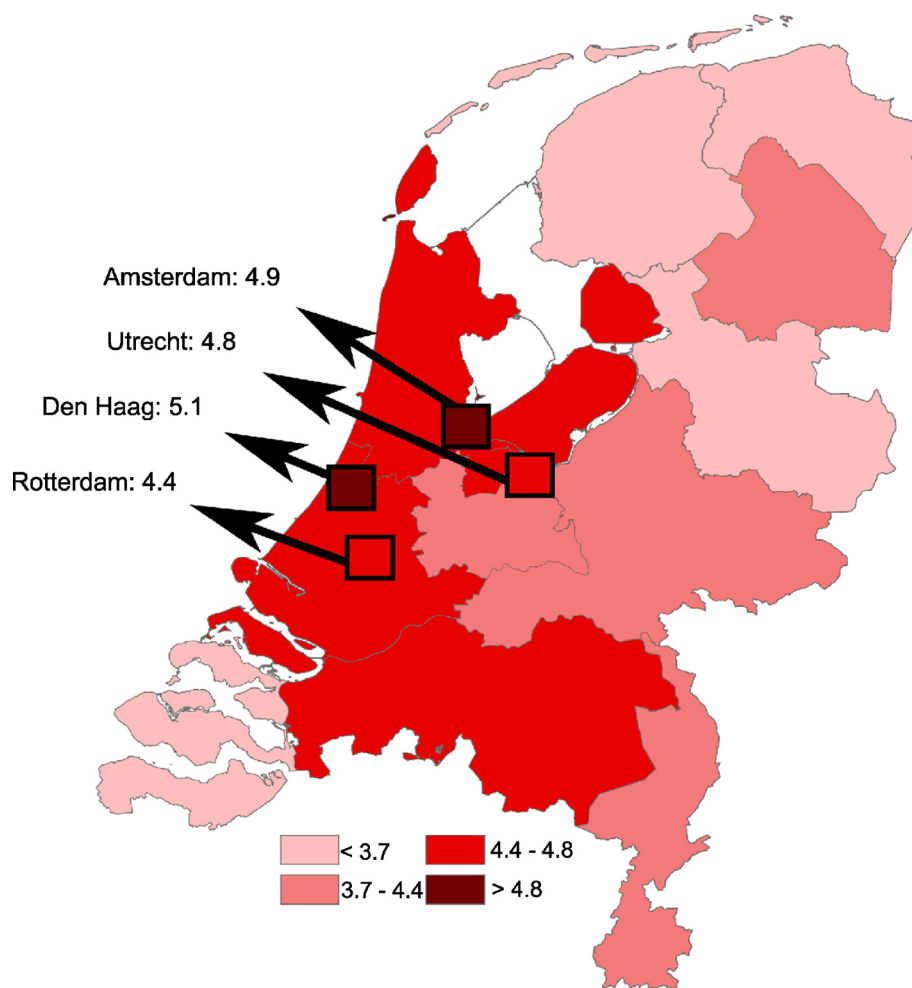 Amsterdam: 4.9
Utrecht: 4.8
Den Haag: 5.1
Rotterdam: 4.4
< 3.7
4.4 - 4.8
3.7 - 4.4
> 4.8